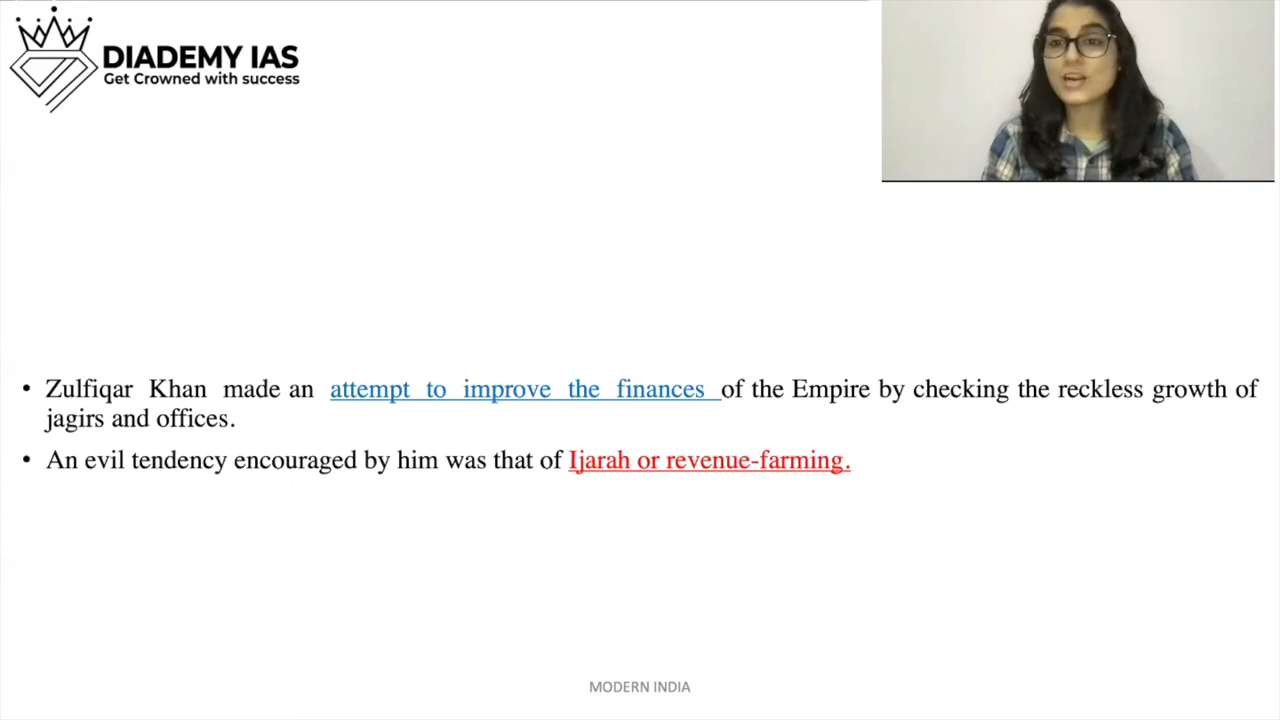 DIADEMY IAS
Get Crowned with success
• Zulfiqar Khan made an attempt to improve the finances of the Empire by checking the reckless growth of
jagirs and offices.
• An evil tendency encouraged by him was that of Ijarah or revenue-farming.
MODERN INDIA